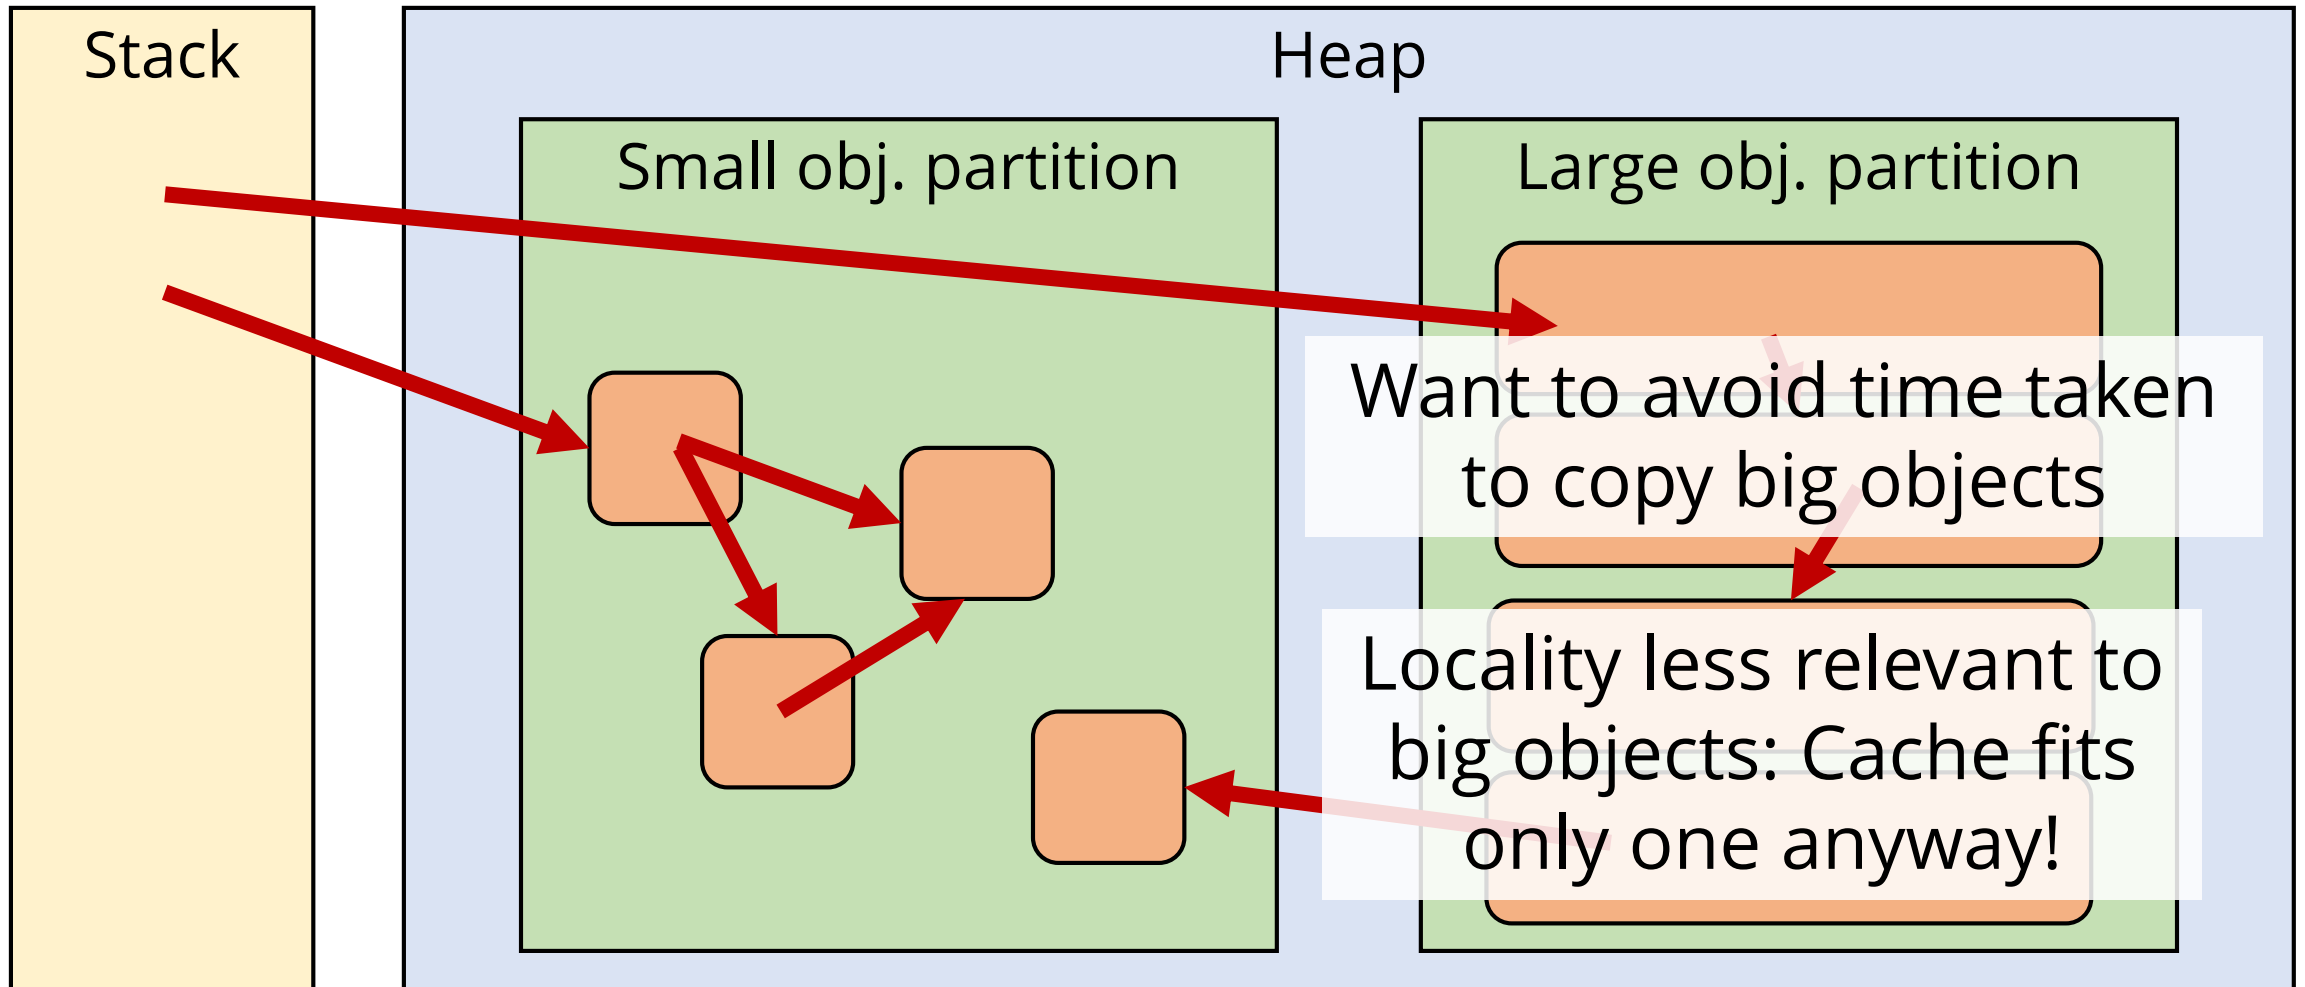 Stack
Heap
Small obj. partition
Large obj. partition
Want to avoid time taken
to copy big objects
Locality less relevant to
big objects: Cache fits
only one anyway!